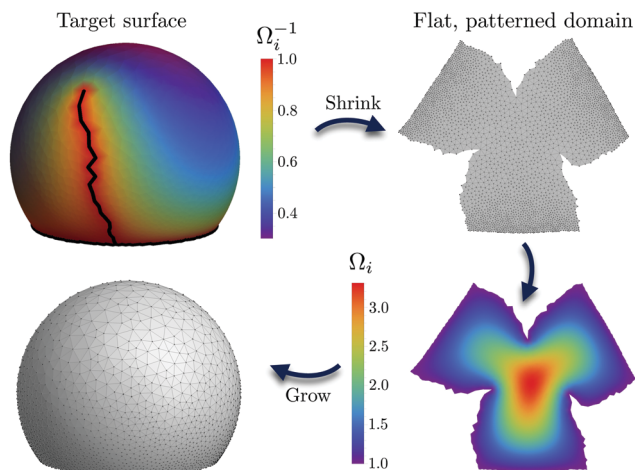 Target surface
Flat, patterned domain
Ω_i^{-1}
1.0
0.8
0.6
0.4
Shrink
Ω_i
3.0
2.5
2.0
1.5
1.0
Grow